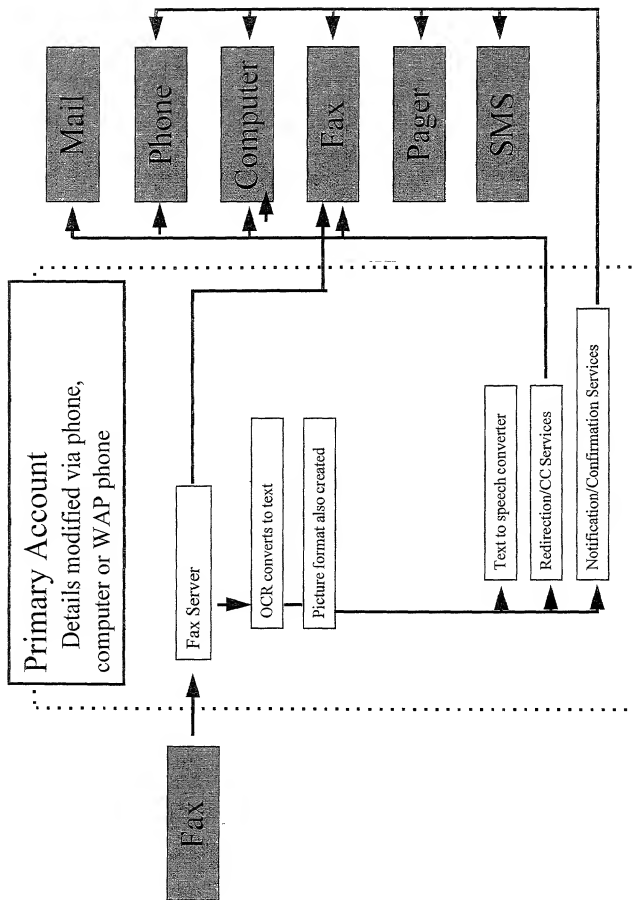 Primary Account
Details modified via phone,
computer or WAP phone
Fax
Fax Server
OCR converts to text
Picture format also created
Text to speech converter
Redirection/CC Services
Notification/Confirmation Services
Mail
Phone
Computer
Fax
Pager
SMS